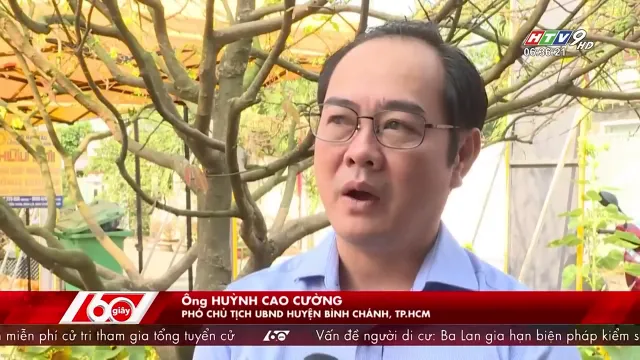 HTV9 HD
06:36:21
Ông HUỲNH CAO CƯỜNG
PHÓ CHỦ TỊCH UBND HUYỆN BÌNH CHÁNH, TP.HCM
60 giây
miễn phí cử tri tham gia tổng tuyển cử
Vấn đề người di cư: Ba Lan gia hạn biện pháp kiểm s